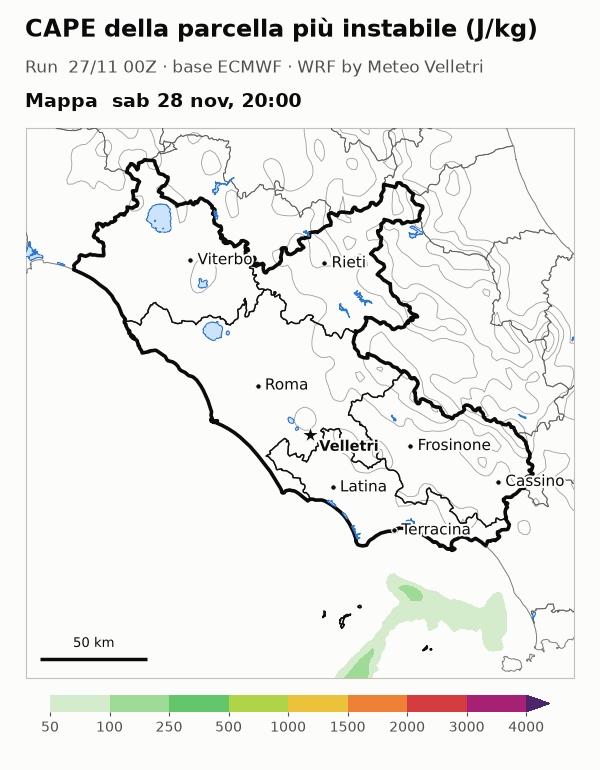 CAPE della parcella più instabile (J/kg)
Run  27/11 00Z · base ECMWF · WRF by Meteo Velletri
Mappa  sab 28 nov, 20:00
Viterbo
Rieti
Roma
Velletri
Frosinone
Latina
Cassino
Terracina
50 km
50 100 250 500 1000 1500 2000 3000 4000